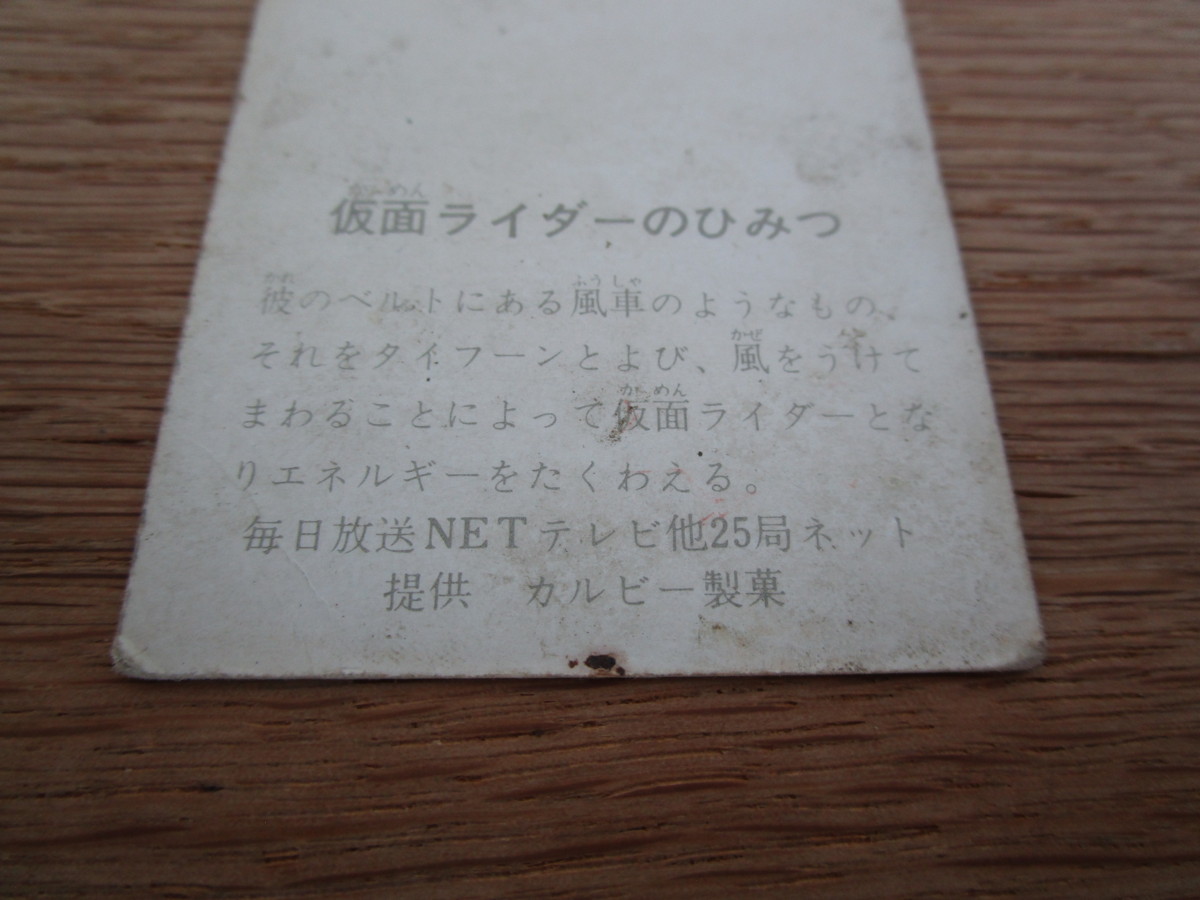 仮面ライダーのひみつ
彼のベルトにある風車のようなもの、
それをタイフーンとよび、風をうけて
まわることによって仮面ライダーとな
りエネルギーをたくわえる。
毎日放送NETテレビ他25局ネット
提供　カルビー製菓